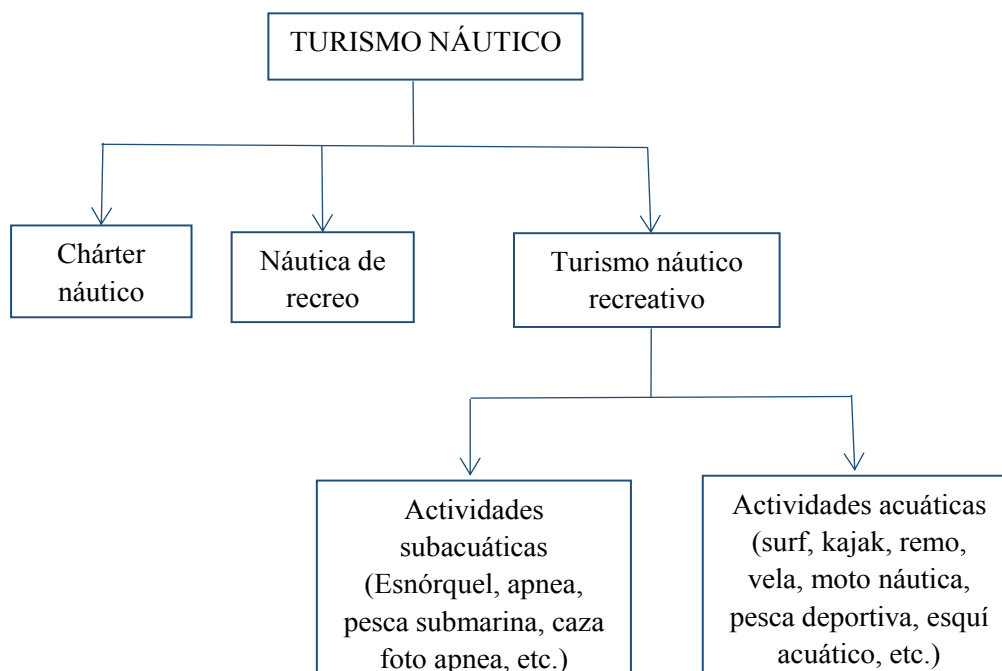 TURISMO NÁUTICO
Chárter
náutico
Náutica de
recreo
Turismo náutico
recreativo
Actividades
subacuáticas
(Esnórquel, apnea,
pesca submarina, caza
foto apnea, etc.)
Actividades acuáticas
(surf, kajak, remo,
vela, moto náutica,
pesca deportiva, esquí
acuático, etc.)